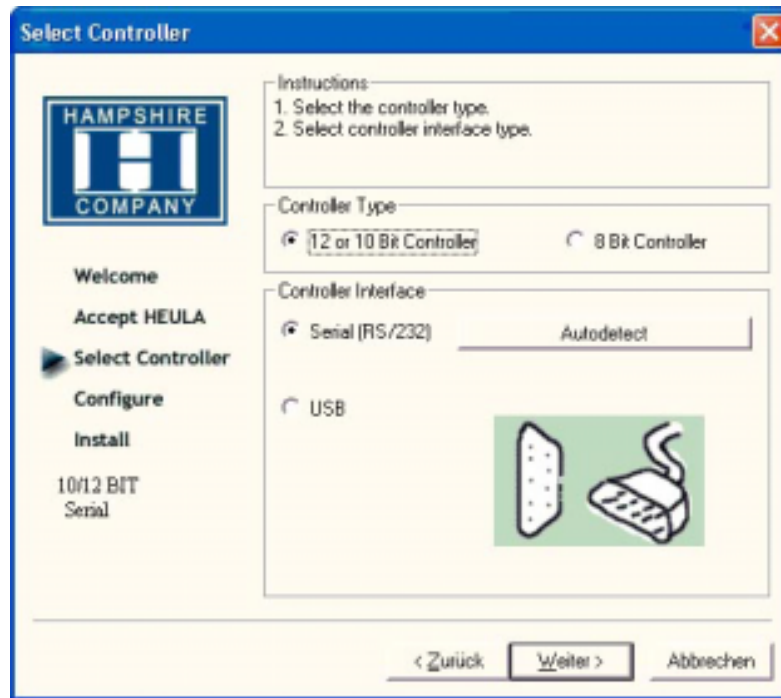 Select Controller
HAMPSHIRE
COMPANY
Welcome
Accept HEULA
Select Controller
Configure
Install
10/12 BIT
Serial
Instructions
1. Select the controller type.
2. Select controller interface type.
Controller Type
12 or 10 Bit Controller
8 Bit Controller
Controller Interface
Serial (RS/232)
Autodetect
USB
< Zurück
Weiter >
Abbrechen